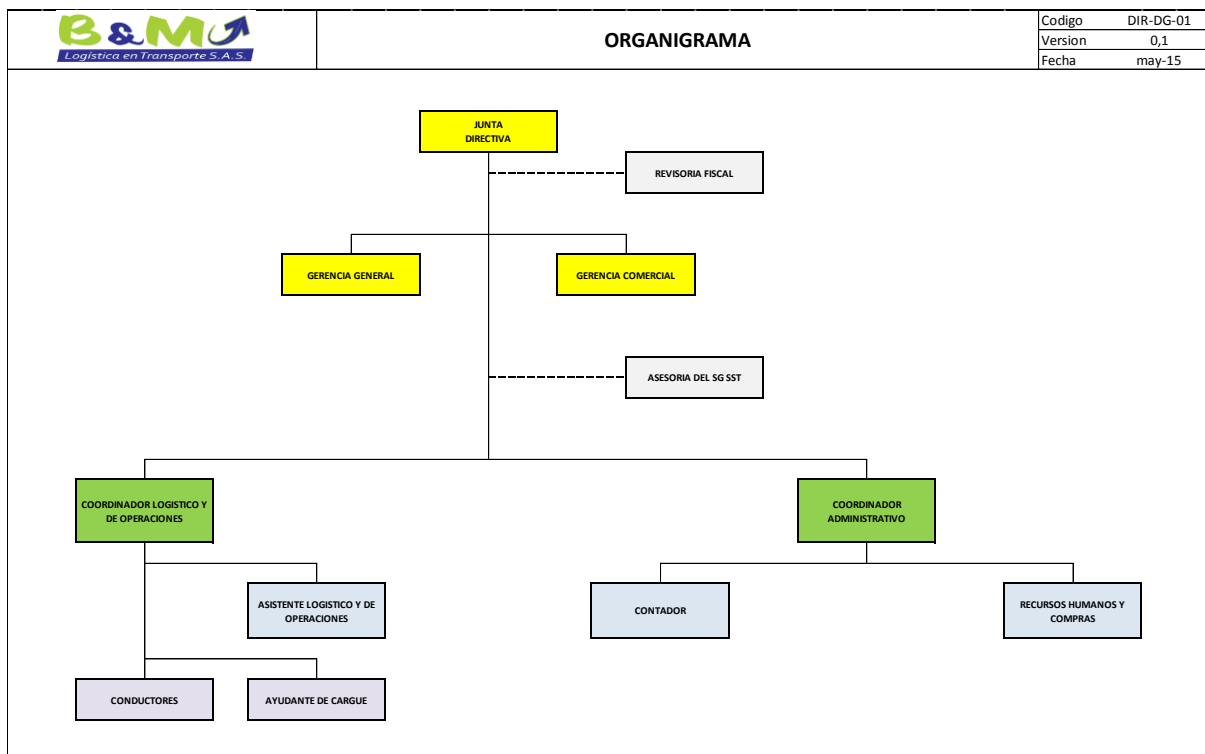 B & M
Logística en Transporte S.A.S.
ORGANIGRAMA
Codigo DIR-DG-01
Version 0,1
Fecha may-15
JUNTA
DIRECTIVA
REVISORIA FISCAL
GERENCIA GENERAL
GERENCIA COMERCIAL
ASESORIA DEL SG SST
COORDINADOR LOGISTICO Y
DE OPERACIONES
COORDINADOR
ADMINISTRATIVO
ASISTENTE LOGISTICO Y DE
OPERACIONES
CONTADOR
RECURSOS HUMANOS Y
COMPRAS
CONDUCTORES
AYUDANTE DE CARGUE